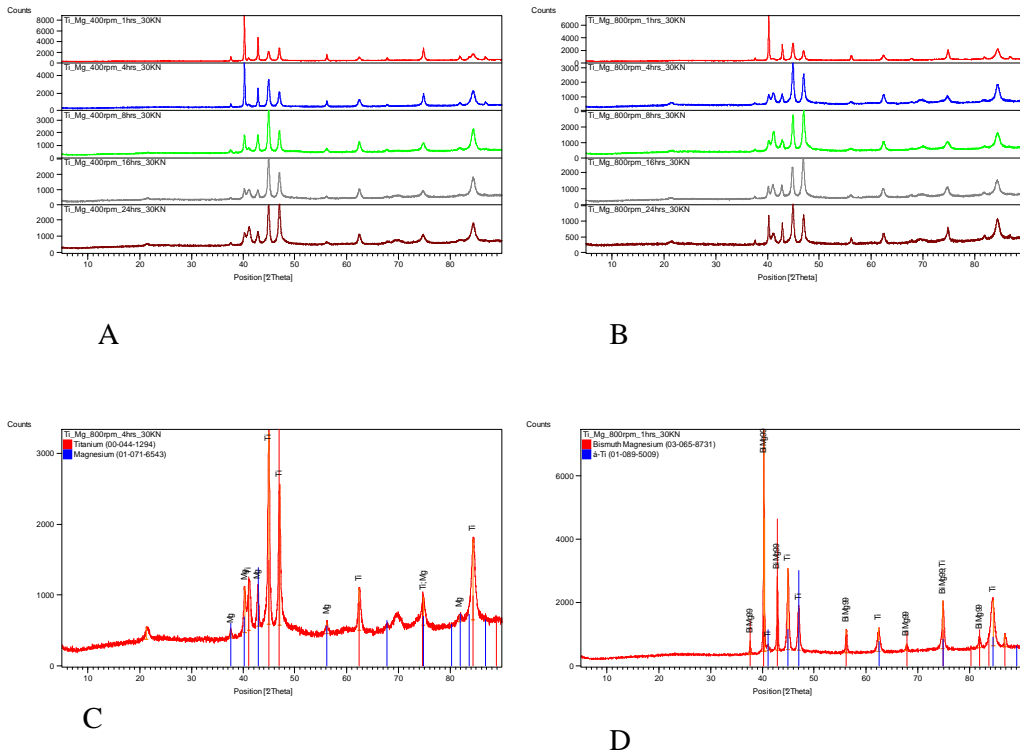 Counts
Ti_Mg_400rpm_1hrs_30KN
8000
6000
4000
2000
0
Ti_Mg_400rpm_4hrs_30KN
4000
2000
0
Ti_Mg_400rpm_8hrs_30KN
3000
2000
1000
0
Ti_Mg_400rpm_16hrs_30KN
2000
1000
0
Ti_Mg_400rpm_24hrs_30KN
2000
1000
0
10 20 30 40 50 60 70 80
Position [°2Theta]
A
Counts
Ti_Mg_800rpm_1hrs_30KN
6000
4000
2000
0
Ti_Mg_800rpm_4hrs_30KN
3000
2000
1000
0
Ti_Mg_800rpm_8hrs_30KN
2000
1000
0
Ti_Mg_800rpm_16hrs_30KN
2000
1000
0
Ti_Mg_800rpm_24hrs_30KN
1000
500
0
10 20 30 40 50 60 70 80
Position [°2Theta]
B
Counts
Ti_Mg_800rpm_4hrs_30KN
Titanium (00-044-1294)
Magnesium (01-071-6543)
3000
2000
1000
0
Mg
Mg
Ti
Mg
Ti
Ti
Mg
Ti
Ti; Mg
Mg
Ti
10 20 30 40 50 60 70 80
Position [°2Theta]
C
Counts
Ti_Mg_800rpm_1hrs_30KN
Bismuth Magnesium (03-065-8731)
á-Ti (01-089-5009)
6000
4000
2000
0
Bi Mg99
Bi Mg99
Ti
Bi Mg99
Ti
Ti
Bi Mg99
Ti
Bi Mg99
Bi Mg99; Ti
Bi Mg99
Ti
10 20 30 40 50 60 70 80
Position [°2Theta]
D